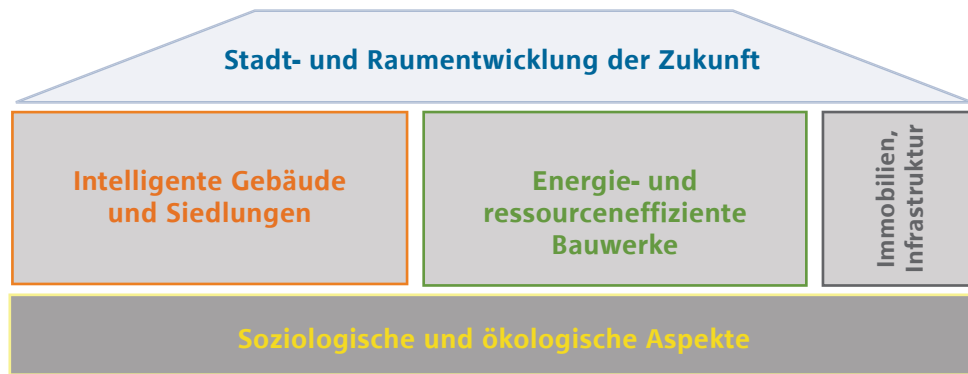 Stadt- und Raumentwicklung der Zukunft
Intelligente Gebäude
und Siedlungen
Energie- und
ressourceneffiziente
Bauwerke
Immobilien,
Infrastruktur
Soziologische und ökologische Aspekte